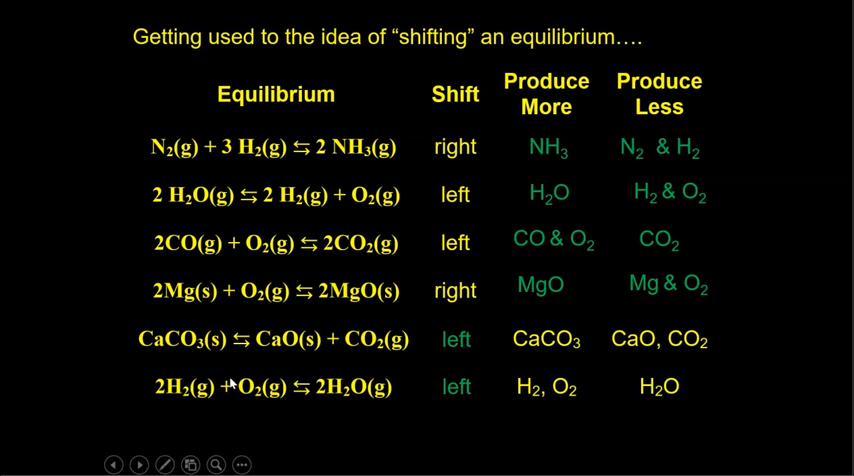 Getting used to the idea of “shifting” an equilibrium….
Equilibrium Shift Produce More Produce Less
N₂(g) + 3 H₂(g) ⇆ 2 NH₃(g) right NH₃ N₂ & H₂
2 H₂O(g) ⇆ 2 H₂(g) + O₂(g) left H₂O H₂ & O₂
2CO(g) + O₂(g) ⇆ 2CO₂(g) left CO & O₂ CO₂
2Mg(s) + O₂(g) ⇆ 2MgO(s) right MgO Mg & O₂
CaCO₃(s) ⇆ CaO(s) + CO₂(g) left CaCO₃ CaO, CO₂
2H₂(g) + O₂(g) ⇆ 2H₂O(g) left H₂, O₂ H₂O